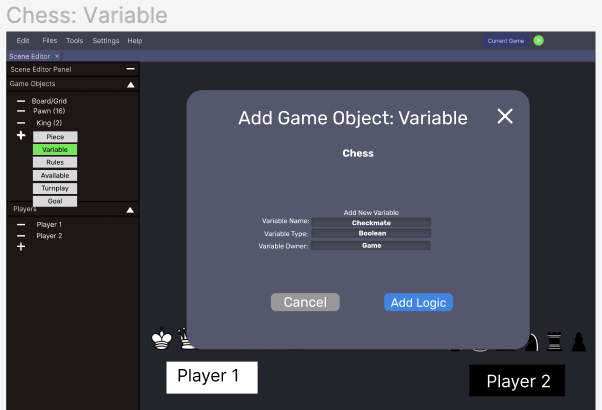 Chess: Variable
Edit Files Tools Settings Help
Current Game
Scene Editor ×
Scene Editor Panel
Game Objects
Board/Grid
Pawn (16)
King (2)
Piece
Variable
Rules
Available
Turnplay
Goal
Players
Player 1
Player 2
Add Game Object: Variable
Chess
Add New Variable
Variable Name: Checkmate
Variable Type: Boolean
Variable Owner: Game
Cancel Add Logic
Player 1
Player 2